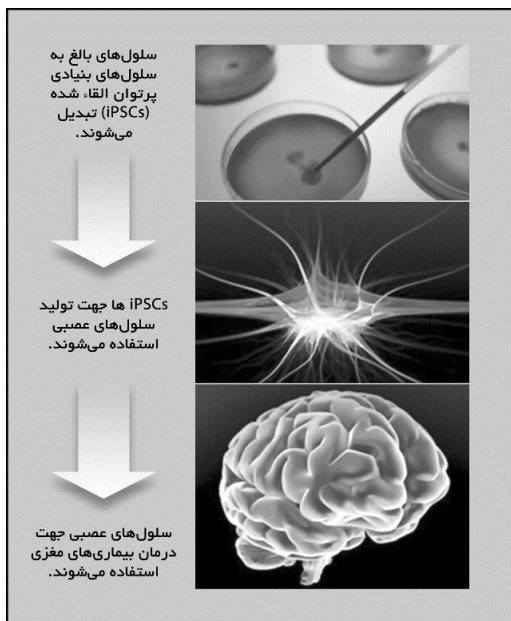 سلول‌های بالغ به
سلول‌های بنیادی
پرتوان القاء شده
(iPSCs) تبدیل
می‌شوند.
iPSCs ها جهت تولید
سلول‌های عصبی
استفاده می‌شوند.
سلول‌های عصبی جهت
درمان بیماری‌های مغزی
استفاده می‌شوند.